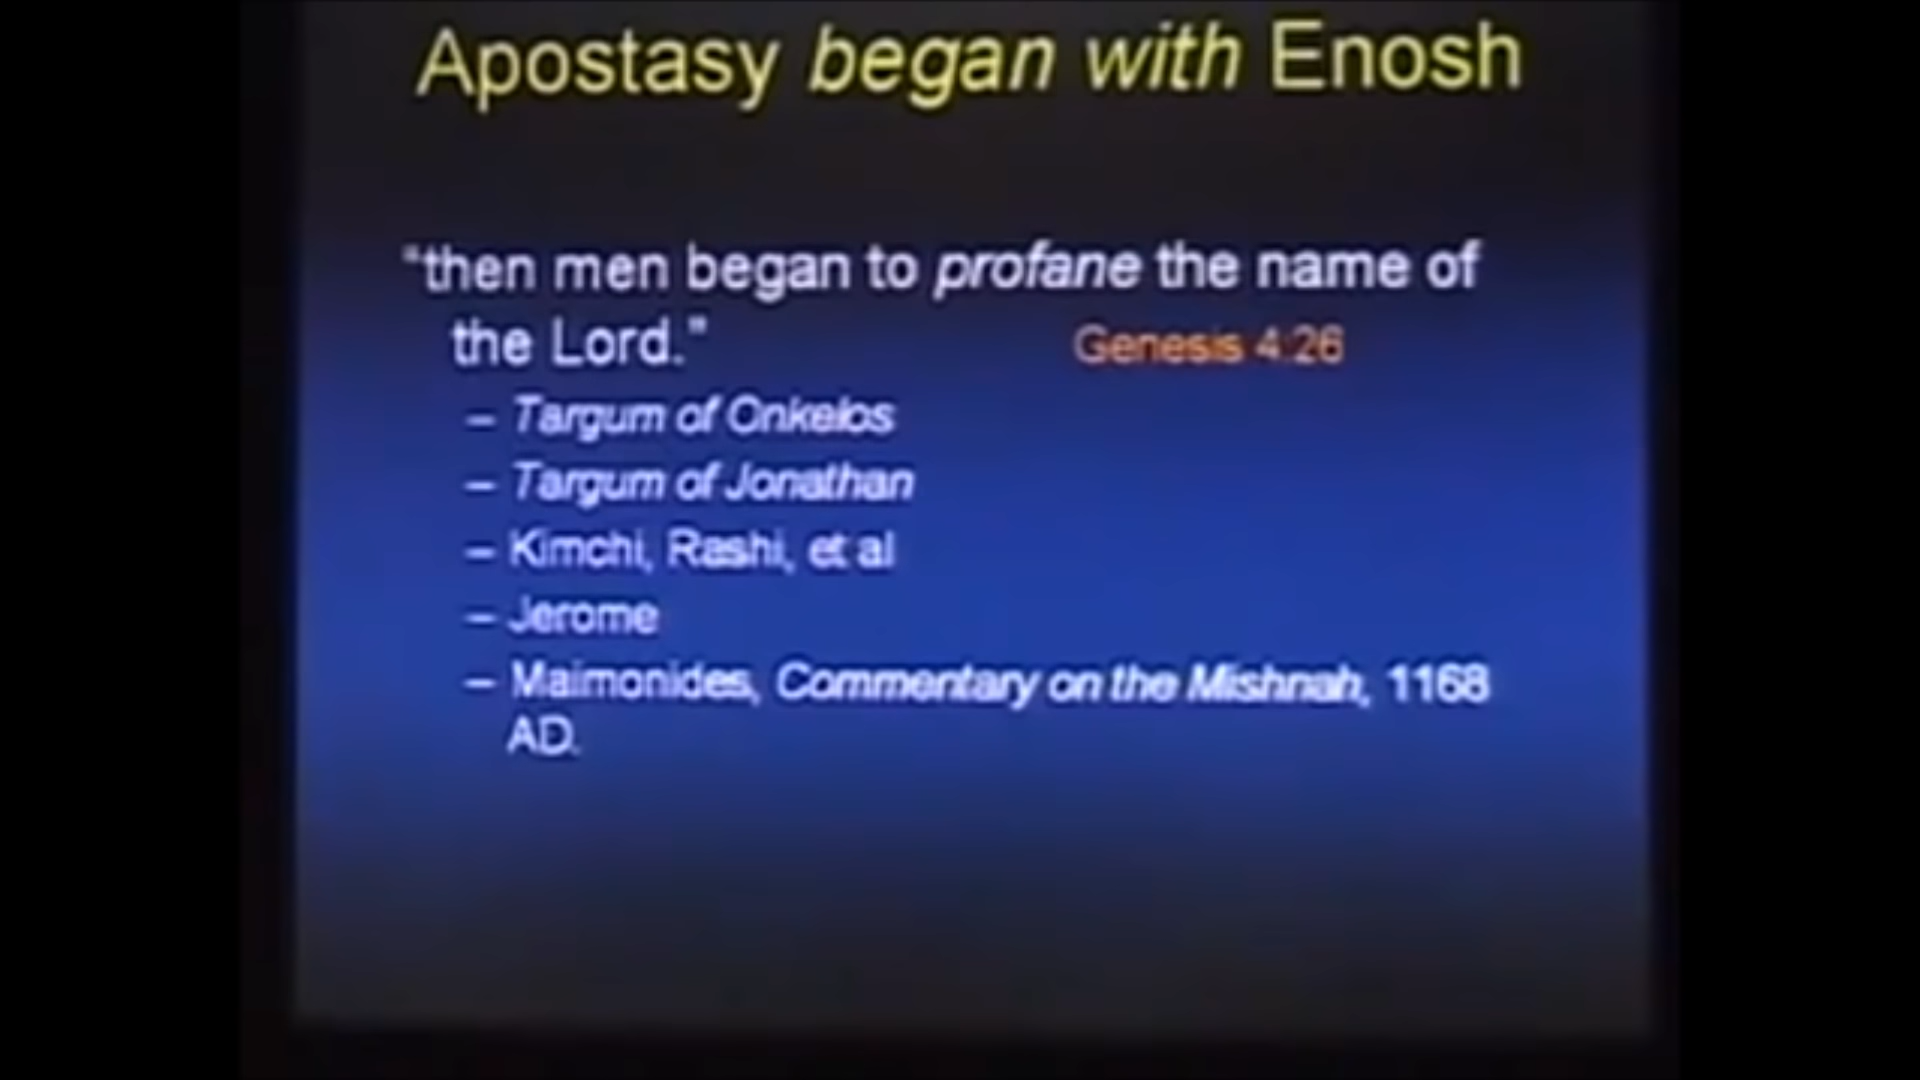 Apostasy began with Enosh
"then men began to profane the name of
the Lord."
Genesis 4:26
– Targum of Onkelos
– Targum of Jonathan
– Kimchi, Rashi, et al
– Jerome
– Maimonides, Commentary on the Mishnah, 1168
AD.